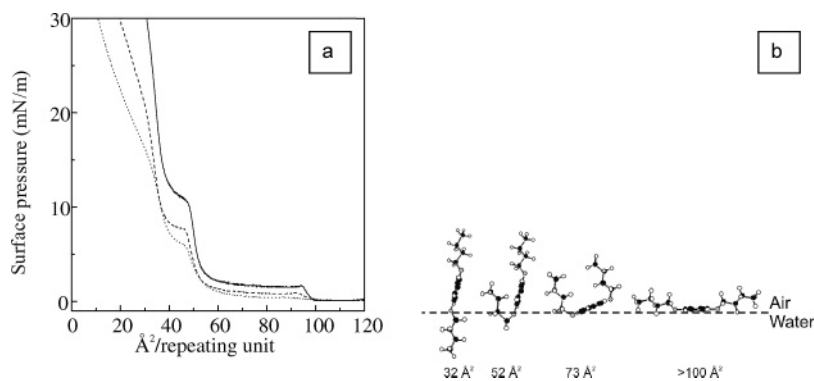 a
30
20
10
0
Surface pressure (mN/m)
0 20 40 60 80 100 120
Å²/repeating unit
b
Air
Water
32 Å² 52 Å² 73 Å² >100 Å²